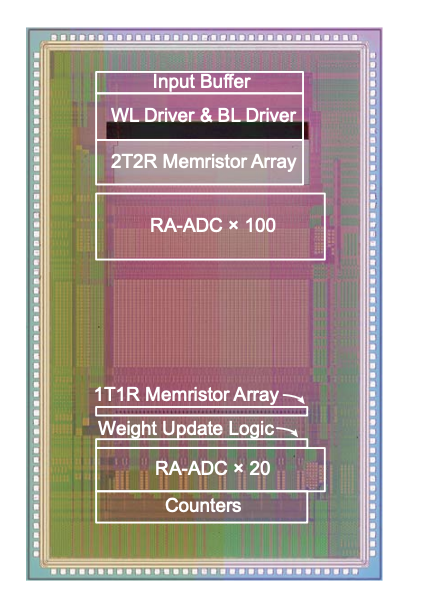 Input Buffer
WL Driver & BL Driver
2T2R Memristor Array
RA-ADC × 100
1T1R Memristor Array
Weight Update Logic
RA-ADC × 20
Counters